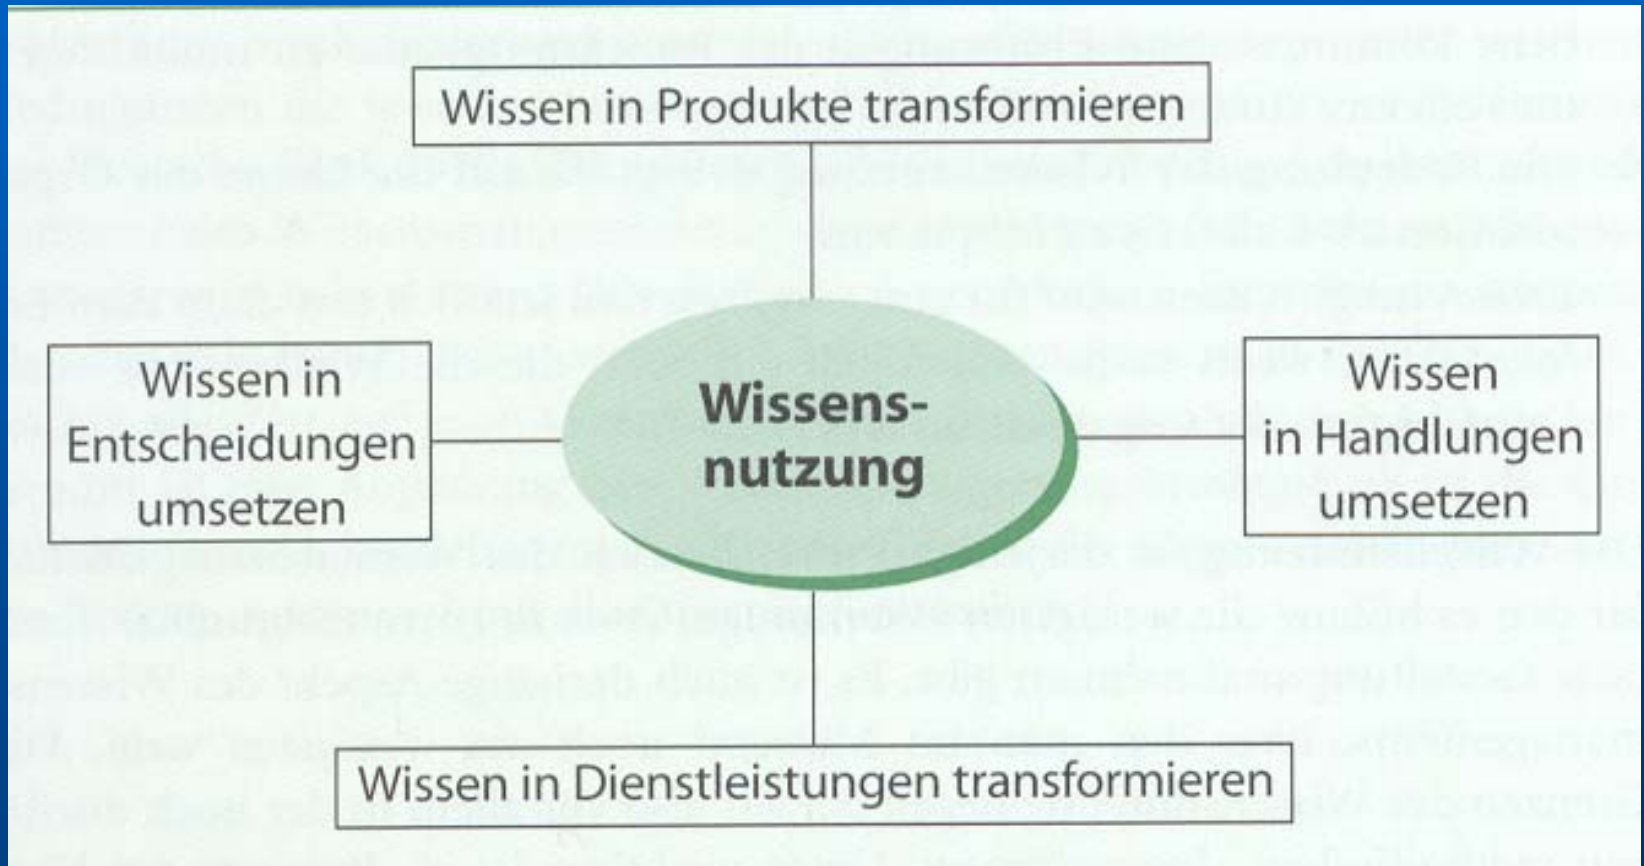 Wissen in Produkte transformieren
Wissen in
Entscheidungen
umsetzen
Wissens-
nutzung
Wissen
in Handlungen
umsetzen
Wissen in Dienstleistungen transformieren